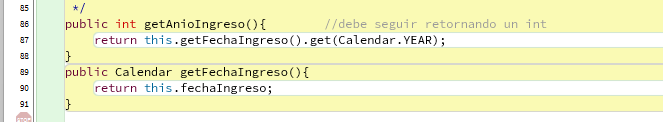 85 */
86 public int getAnioIngreso(){ //debe seguir retornando un int
87 return this.getFechaIngreso().get(Calendar.YEAR);
88 }
89 public Calendar getFechaIngreso(){
90 return this.fechaIngreso;
91 }